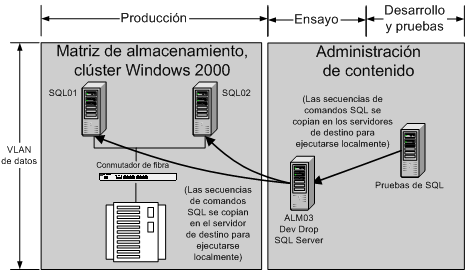 Producción
Ensayo
Desarrollo
y pruebas
Matriz de almacenamiento,
clúster Windows 2000
Administración
de contenido
SQL01
SQL02
(Las secuencias de
comandos SQL se
copian en los servidores
de destino para
ejecutarse localmente)
VLAN
de datos
Conmutador de fibra
Pruebas de SQL
(Las secuencias
de comandos
SQL se copian
en el servidor
de destino para
ejecutarse
localmente)
ALM03
Dev Drop
SQL Server